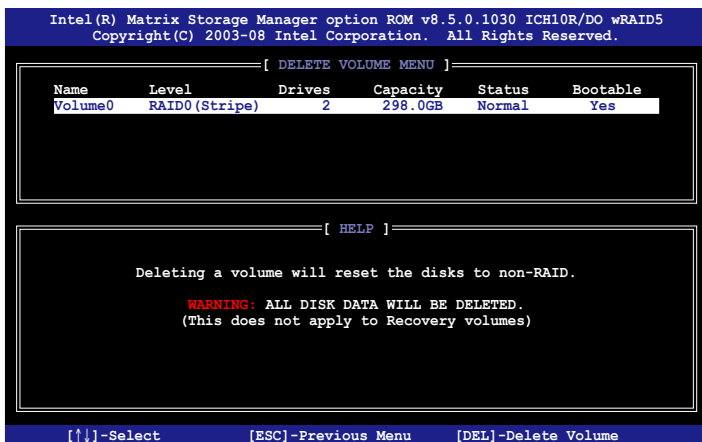 Intel(R) Matrix Storage Manager option ROM v8.5.0.1030 ICH10R/DO wRAID5
Copyright(C) 2003-08 Intel Corporation. All Rights Reserved.
[ DELETE VOLUME MENU ]
Name Level Drives Capacity Status Bootable
Volume0 RAID0(Stripe) 2 298.0GB Normal Yes
[ HELP ]
Deleting a volume will reset the disks to non-RAID.
WARNING: ALL DISK DATA WILL BE DELETED.
(This does not apply to Recovery volumes)
[↑↓]-Select [ESC]-Previous Menu [DEL]-Delete Volume